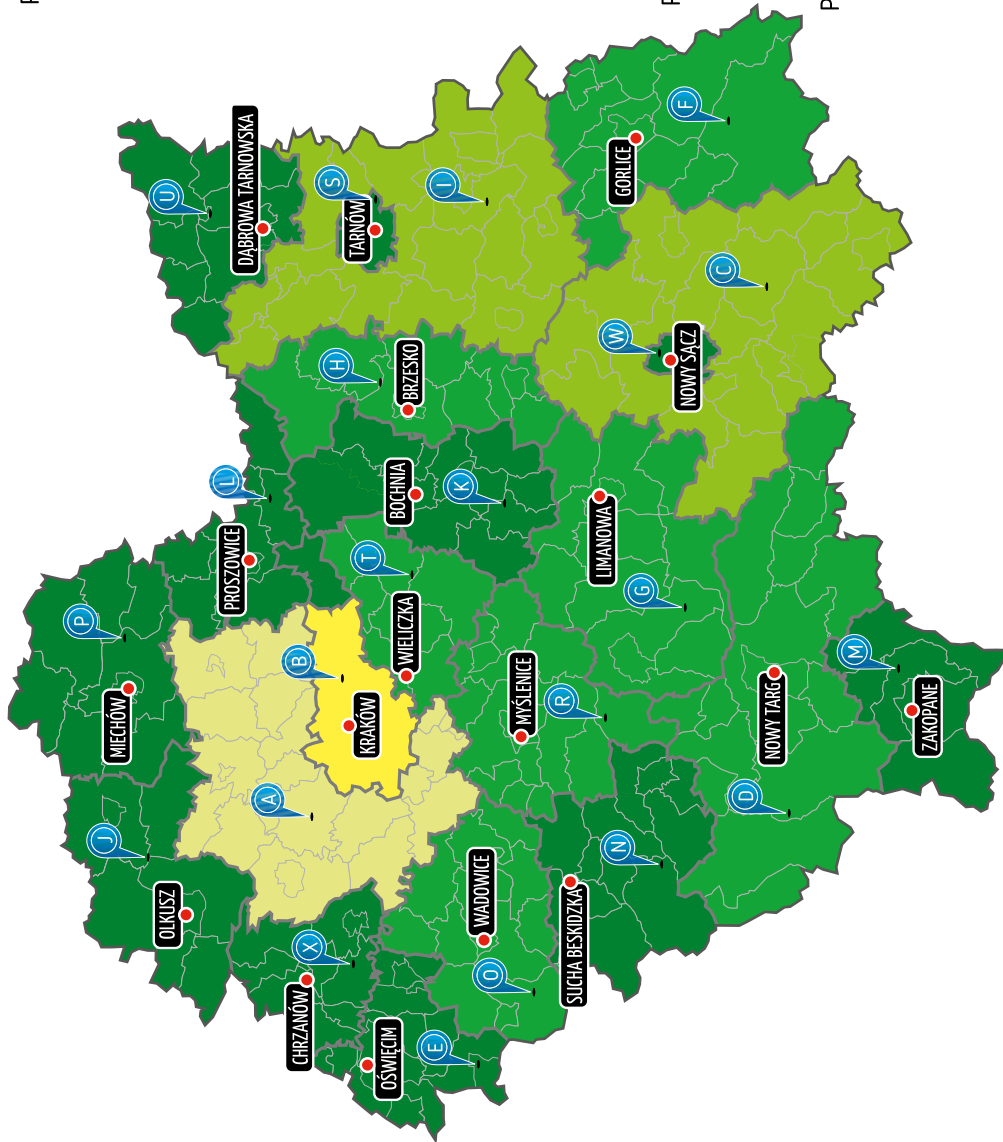 P
J
MIECHÓW
U
OLKUSZ
L
PROSZOWICE
DĄBROWA TARNOWSKA
A
B
CHRZANÓW
X
S
H
TARNÓW
KRAKÓW
T
OŚWIĘCIM
BOCHNIA
WIELICZKA
BRZESKO
E
I
K
WADOWICE
O
MYŚLENICE
R
SUCHA BESKIDZKA
LIMANOWA
W
N
GORLICE
G
F
NOWY SĄCZ
C
D
NOWY TARG
M
ZAKOPANE